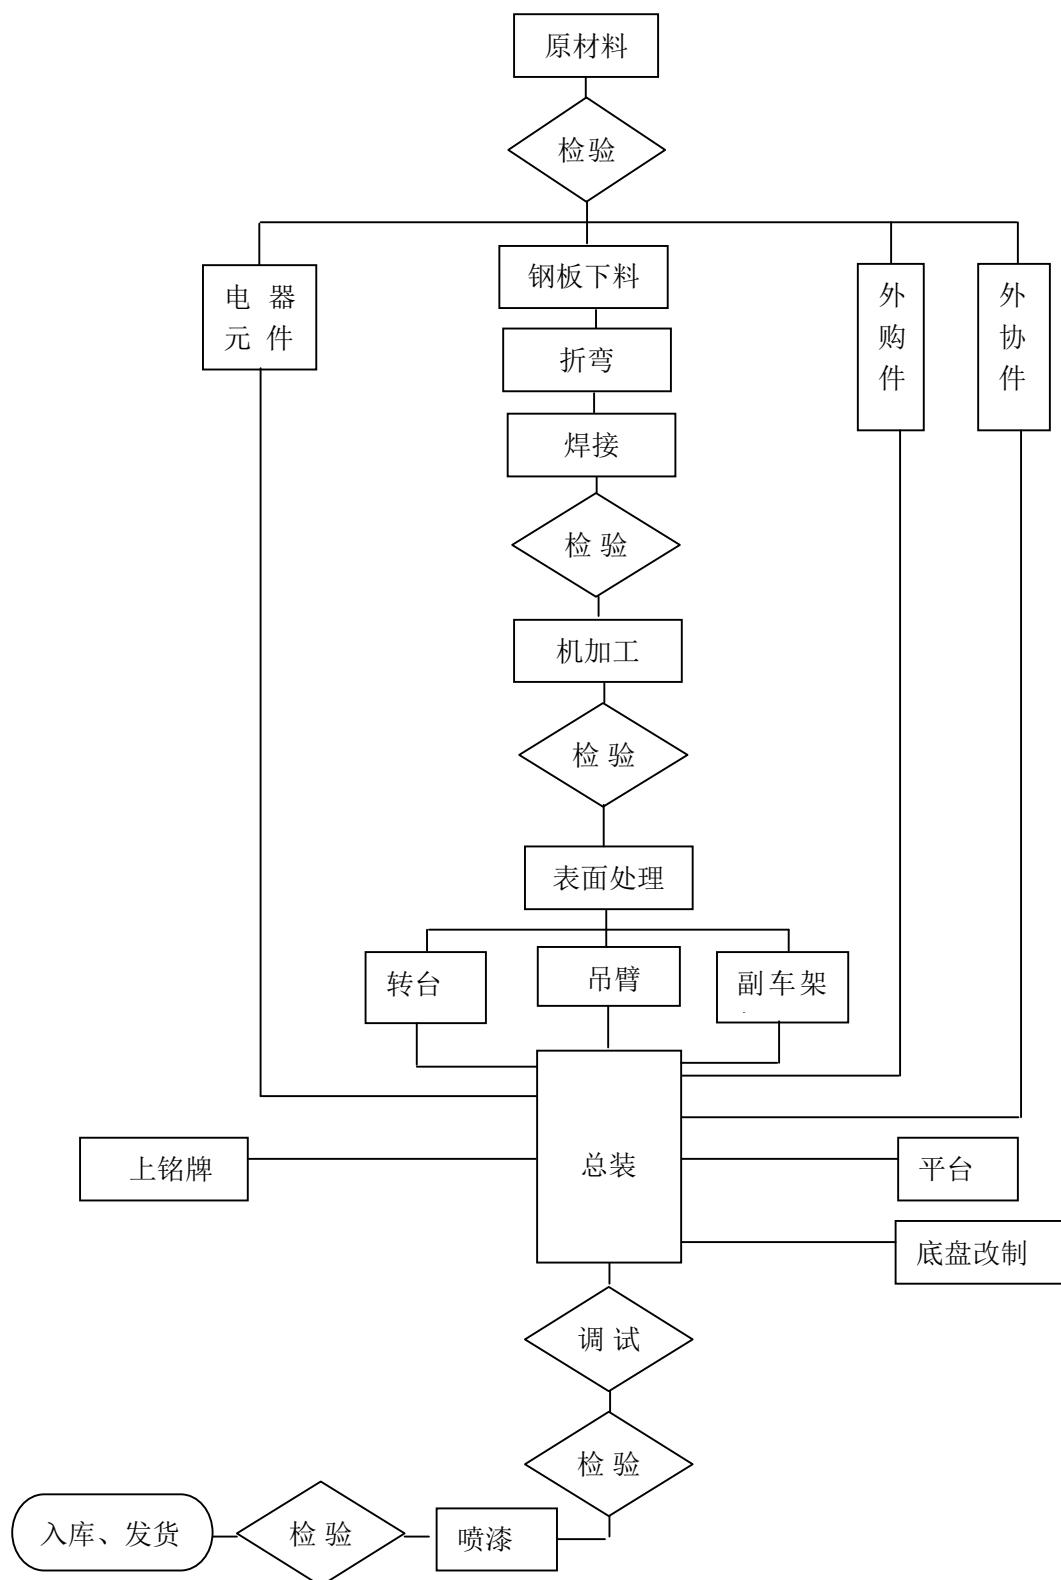 原材料
检验
钢板下料
电 器
元 件
外
购
件
外
协
件
折弯
焊接
检 验
机加工
检 验
表面处理
转台
吊臂
副车架
总装
上铭牌
平台
底盘改制
调 试
检 验
入库、发货
检 验
喷漆